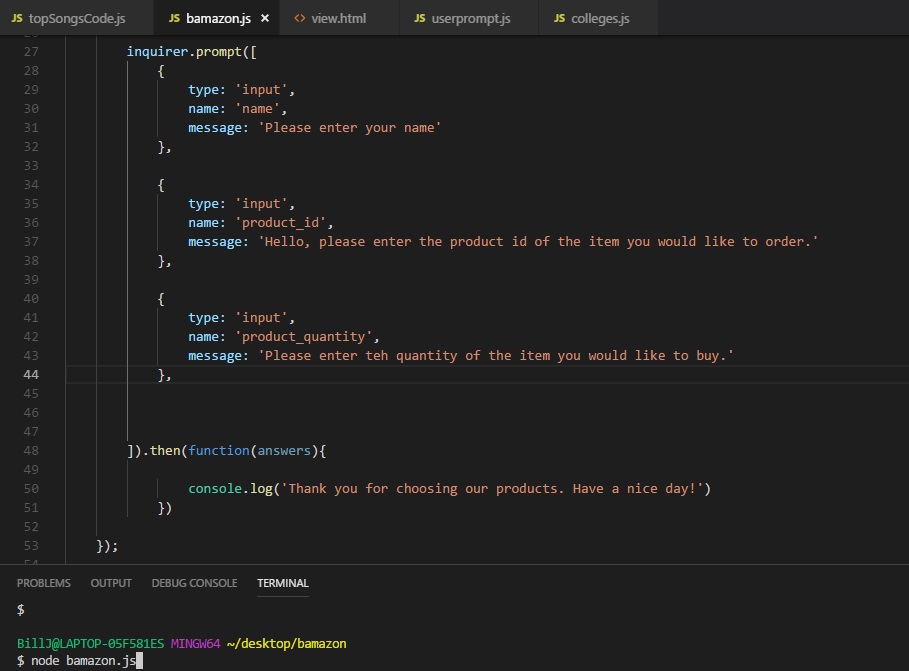 JS topSongsCode.js JS bamazon.js × <> view.html JS userprompt.js JS colleges.js
27 inquirer.prompt([
28 {
29 type: 'input',
30 name: 'name',
31 message: 'Please enter your name'
32 },
33
34 {
35 type: 'input',
36 name: 'product_id',
37 message: 'Hello, please enter the product id of the item you would like to order.'
38 },
39
40 {
41 type: 'input',
42 name: 'product_quantity',
43 message: 'Please enter teh quantity of the item you would like to buy.'
44 },
45
46
47
48 ]).then(function(answers){
49
50 console.log('Thank you for choosing our products. Have a nice day!')
51 })
52
53 });
PROBLEMS OUTPUT DEBUG CONSOLE TERMINAL
$
BillJ@LAPTOP-05F581ES MINGW64 ~/desktop/bamazon
$ node bamazon.js